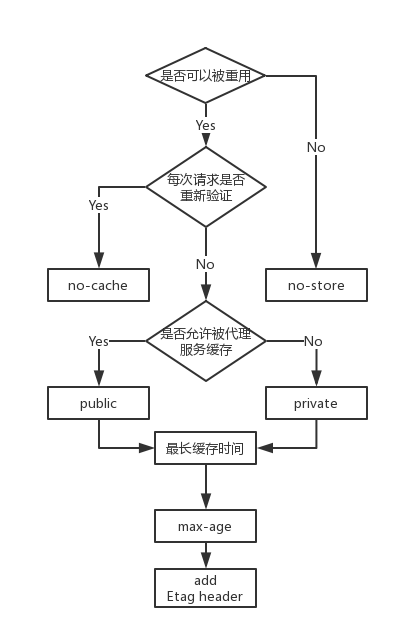 是否可以被重用
Yes
No
每次请求是否
重新验证
Yes
No
no-cache
no-store
是否允许被代理
服务缓存
Yes
No
public
private
最长缓存时间
max-age
add
Etag header